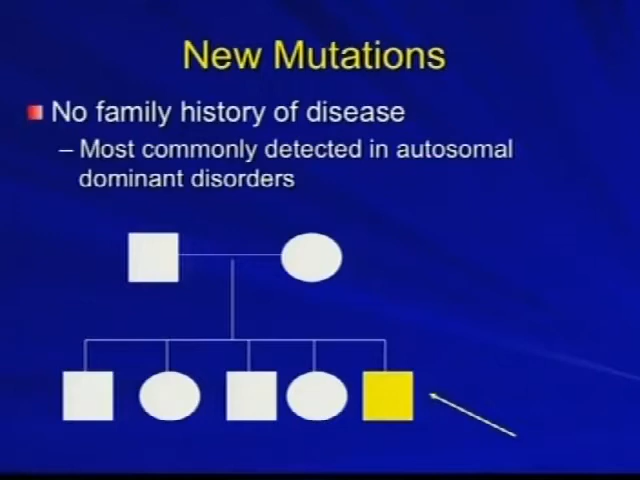 New Mutations
No family history of disease
– Most commonly detected in autosomal
dominant disorders